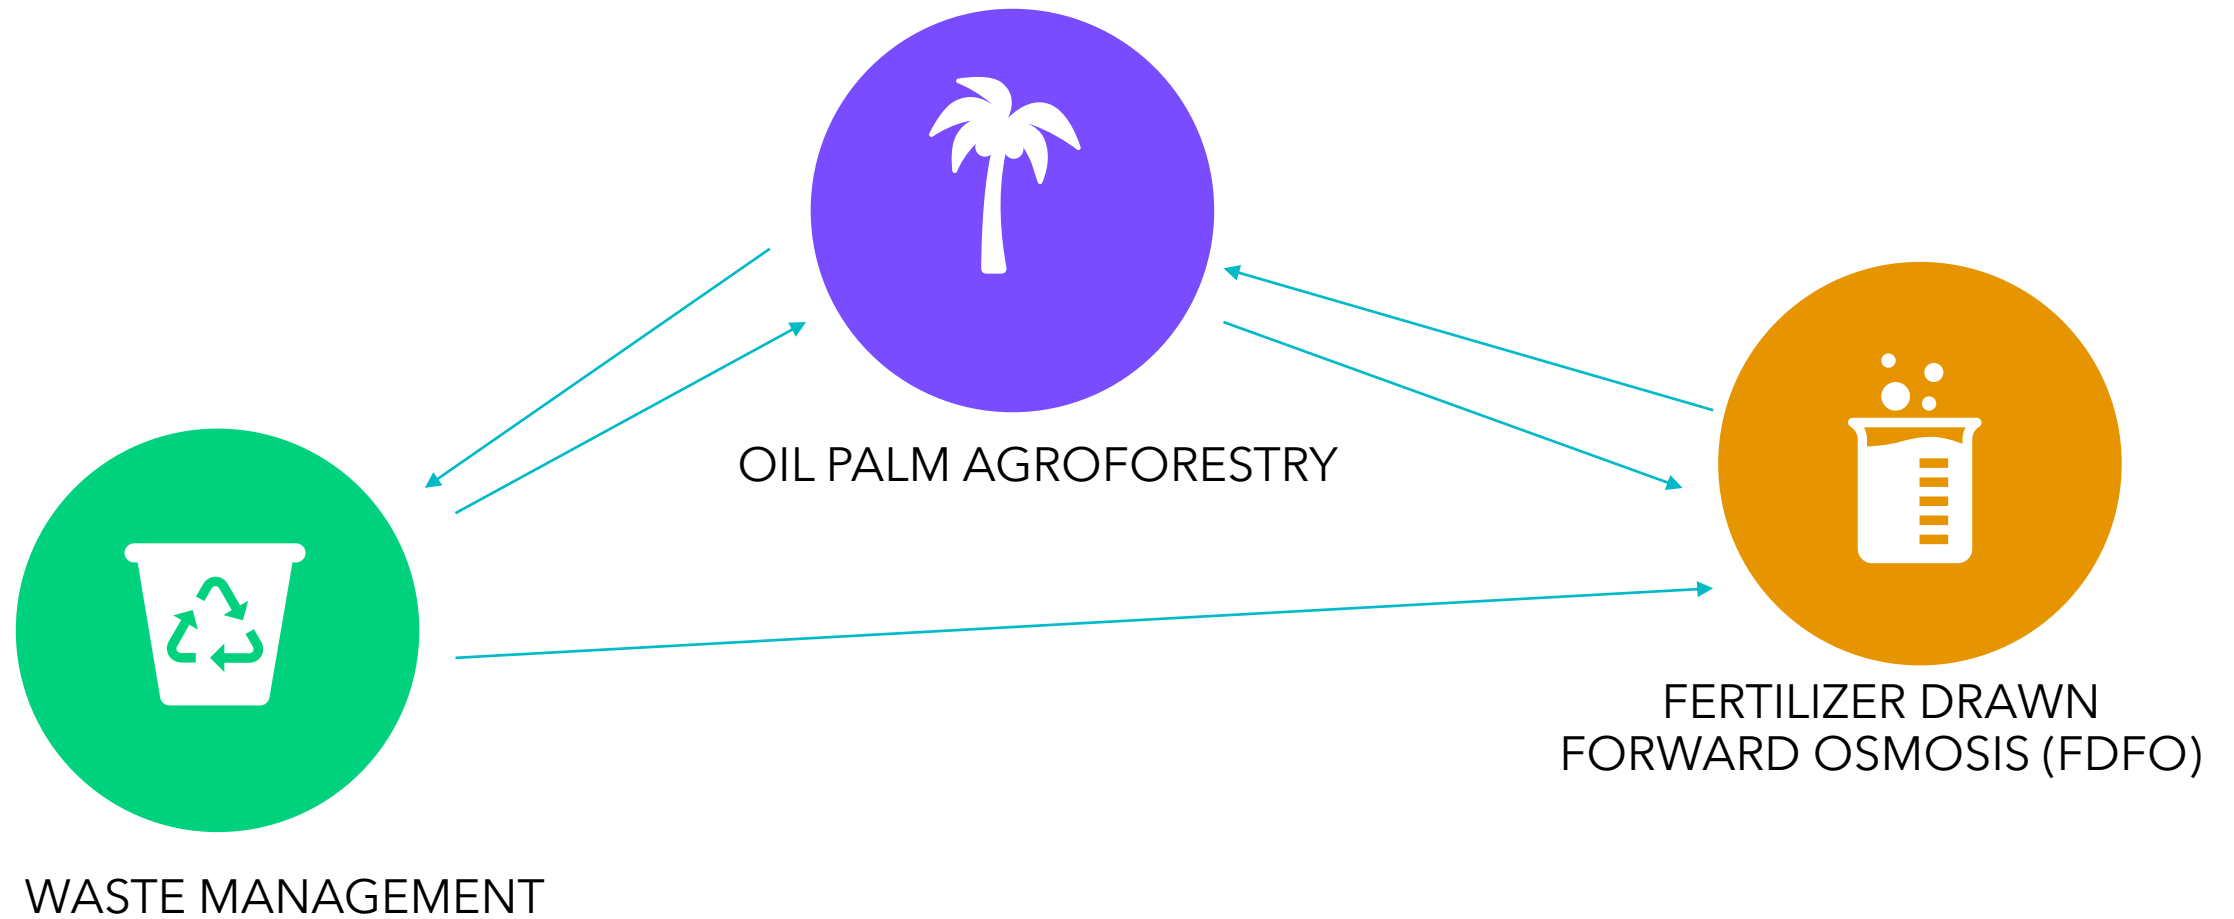 OIL PALM AGROFORESTRY
FERTILIZER DRAWN
FORWARD OSMOSIS (FDFO)
WASTE MANAGEMENT